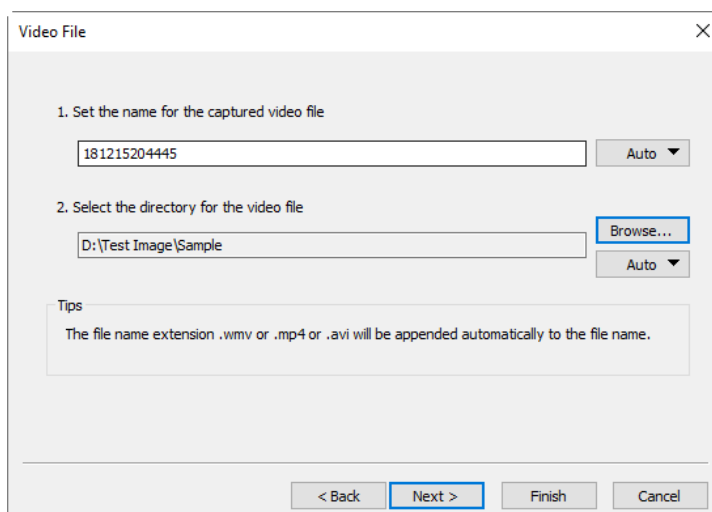 Video File
1. Set the name for the captured video file
181215204445
Auto
2. Select the directory for the video file
Browse...
D:\Test Image\Sample
Auto
Tips
The file name extension .wmv or .mp4 or .avi will be appended automatically to the file name.
< Back Next > Finish Cancel